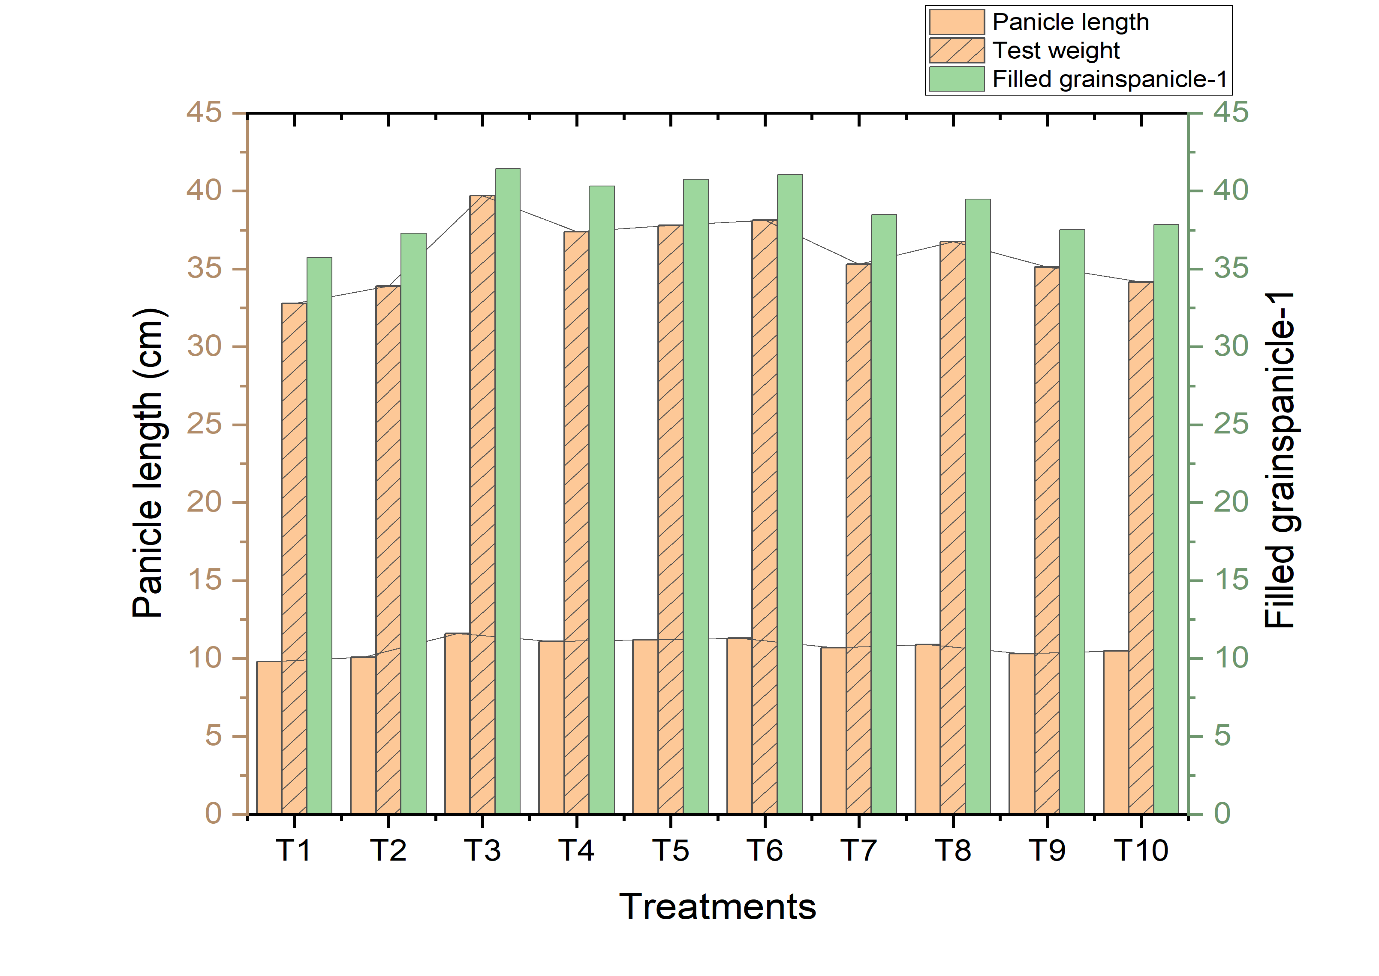 Panicle length
Test weight
Filled grainspanicle-1
45
40
35
30
25
20
15
10
5
0
Panicle length (cm)
45
40
35
30
25
20
15
10
5
0
Filled grainspanicle-1
T1 T2 T3 T4 T5 T6 T7 T8 T9 T10
Treatments